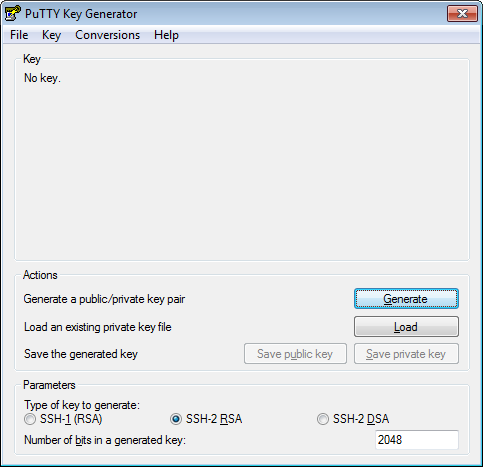 PuTTY Key Generator
File Key Conversions Help
Key
No key.
Actions
Generate a public/private key pair Generate
Load an existing private key file Load
Save the generated key Save public key Save private key
Parameters
Type of key to generate:
SSH-1 (RSA) SSH-2 RSA SSH-2 DSA
Number of bits in a generated key: 2048